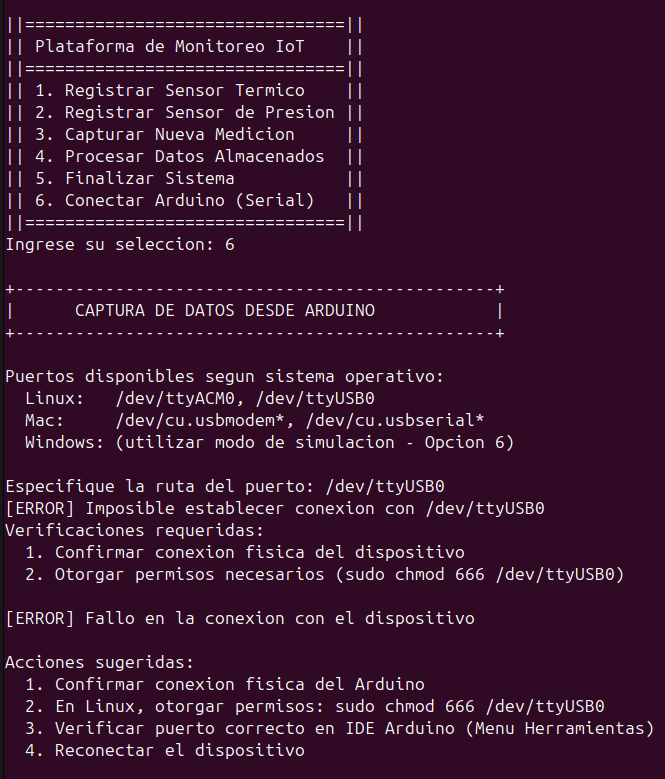 ||================================||
|| Plataforma de Monitoreo IoT    ||
||================================||
|| 1. Registrar Sensor Termico    ||
|| 2. Registrar Sensor de Presion ||
|| 3. Capturar Nueva Medicion     ||
|| 4. Procesar Datos Almacenados  ||
|| 5. Finalizar Sistema           ||
|| 6. Conectar Arduino (Serial)   ||
||================================||
Ingrese su seleccion: 6
+------------------------------------------------+
|      CAPTURA DE DATOS DESDE ARDUINO            |
+------------------------------------------------+
Puertos disponibles segun sistema operativo:
  Linux:   /dev/ttyACM0, /dev/ttyUSB0
  Mac:     /dev/cu.usbmodem*, /dev/cu.usbserial*
  Windows: (utilizar modo de simulacion - Opcion 6)
Especifique la ruta del puerto: /dev/ttyUSB0
[ERROR] Imposible establecer conexion con /dev/ttyUSB0
Verificaciones requeridas:
  1. Confirmar conexion fisica del dispositivo
  2. Otorgar permisos necesarios (sudo chmod 666 /dev/ttyUSB0)
[ERROR] Fallo en la conexion con el dispositivo
Acciones sugeridas:
  1. Confirmar conexion fisica del Arduino
  2. En Linux, otorgar permisos: sudo chmod 666 /dev/ttyUSB0
  3. Verificar puerto correcto en IDE Arduino (Menu Herramientas)
  4. Reconectar el dispositivo